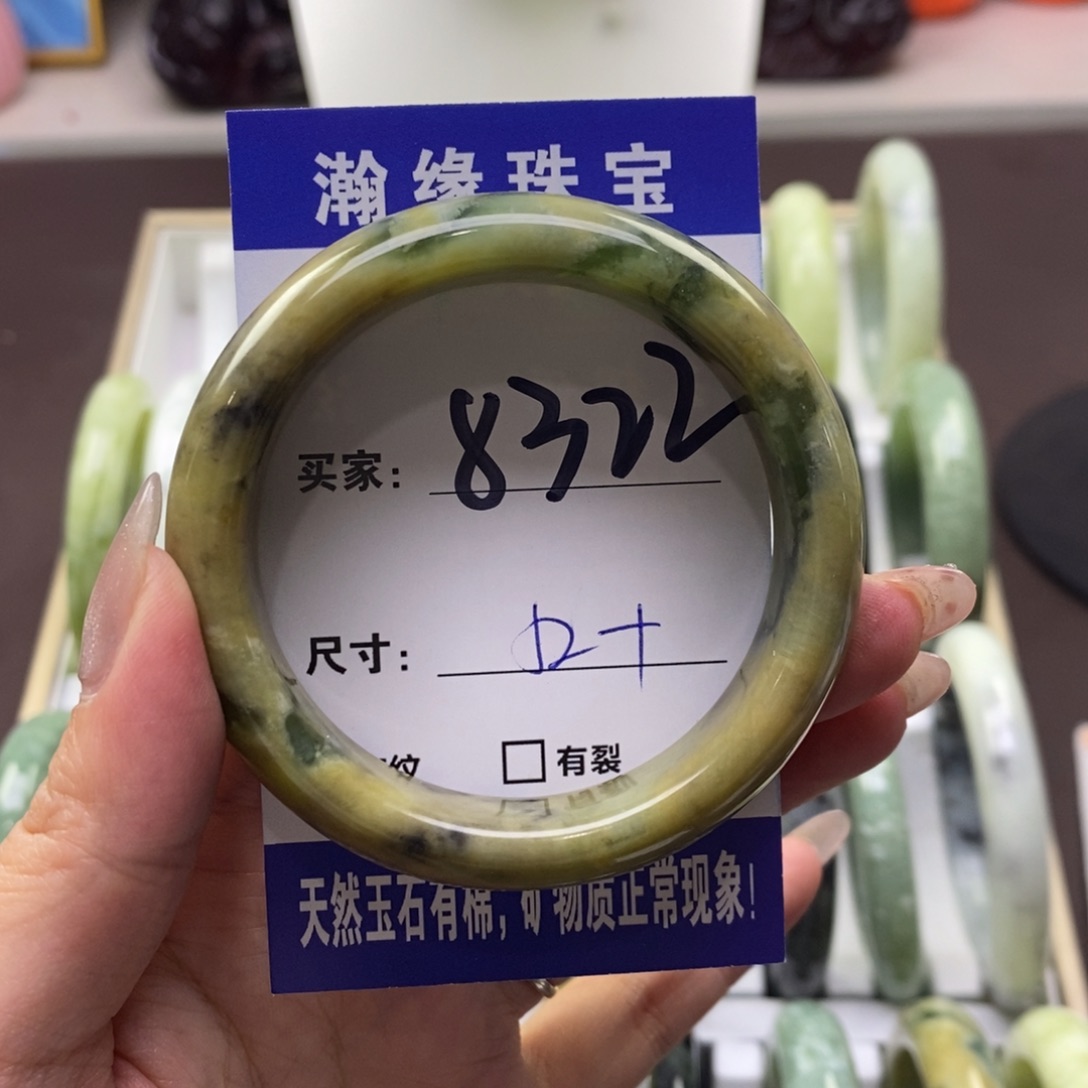 瀚缘珠宝
买家： 8322
尺寸：
纹 有裂
天然玉石有棉，矿物质正常现象！